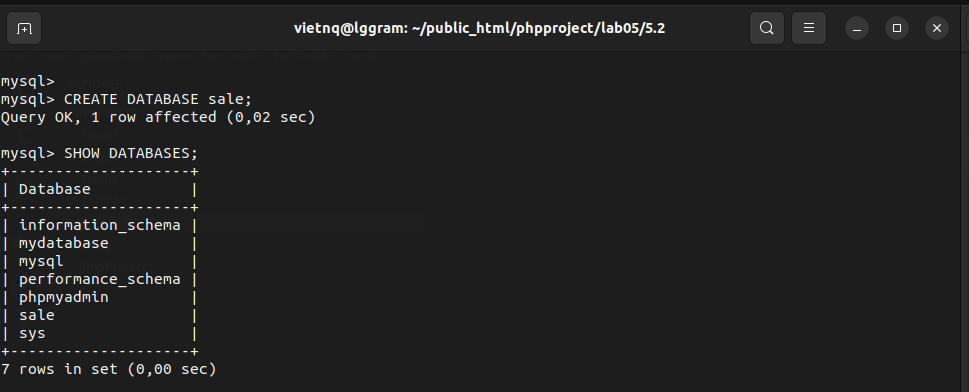 vietnq@lggram: ~/public_html/phpproject/lab05/5.2
mysql>
mysql> CREATE DATABASE sale;
Query OK, 1 row affected (0,02 sec)
mysql> SHOW DATABASES;
+--------------------+
| Database           |
+--------------------+
| information_schema |
| mydatabase         |
| mysql              |
| performance_schema |
| phpmyadmin         |
| sale               |
| sys                |
+--------------------+
7 rows in set (0,00 sec)